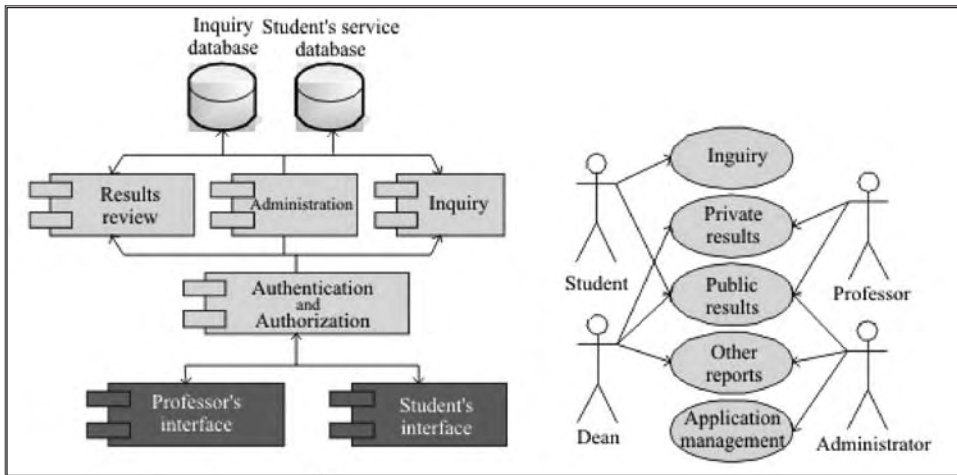 Inquiry
database
Student's service
database
Results
review
Administration
Inquiry
Authentication
and
Authorization
Professor's
interface
Student's
interface
Inguiry
Private
results
Public
results
Other
reports
Application
management
Student
Professor
Dean
Administrator